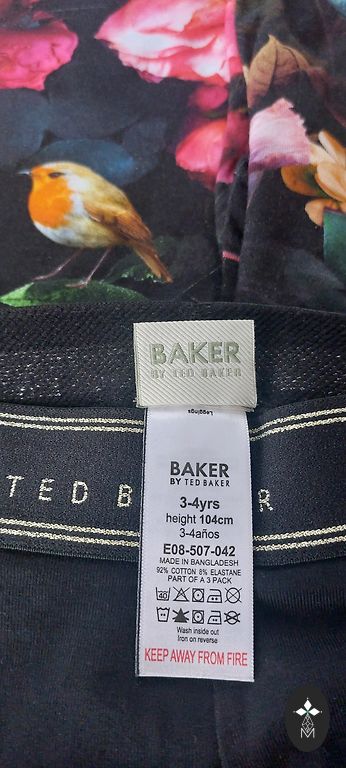 BAKER
BY TED BAKER
Leggings
TED B R
BAKER
BY TED BAKER
3-4yrs
height 104cm
3-4años
E08-507-042
MADE IN BANGLADESH
92% COTTON 8% ELASTANE
PART OF A 3 PACK
40
Wash inside out
Iron on reverse
KEEP AWAY FROM FIRE
M